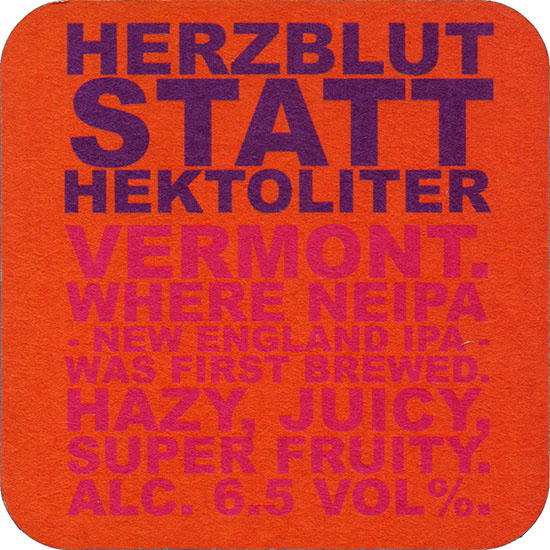 HERZBLUT
STATT
HEKTOLITER
VERMONT.
WHERE NEIPA
- NEW ENGLAND IPA -
WAS FIRST BREWED.
HAZY, JUICY,
SUPER FRUITY.
ALC. 6.5 VOL%.